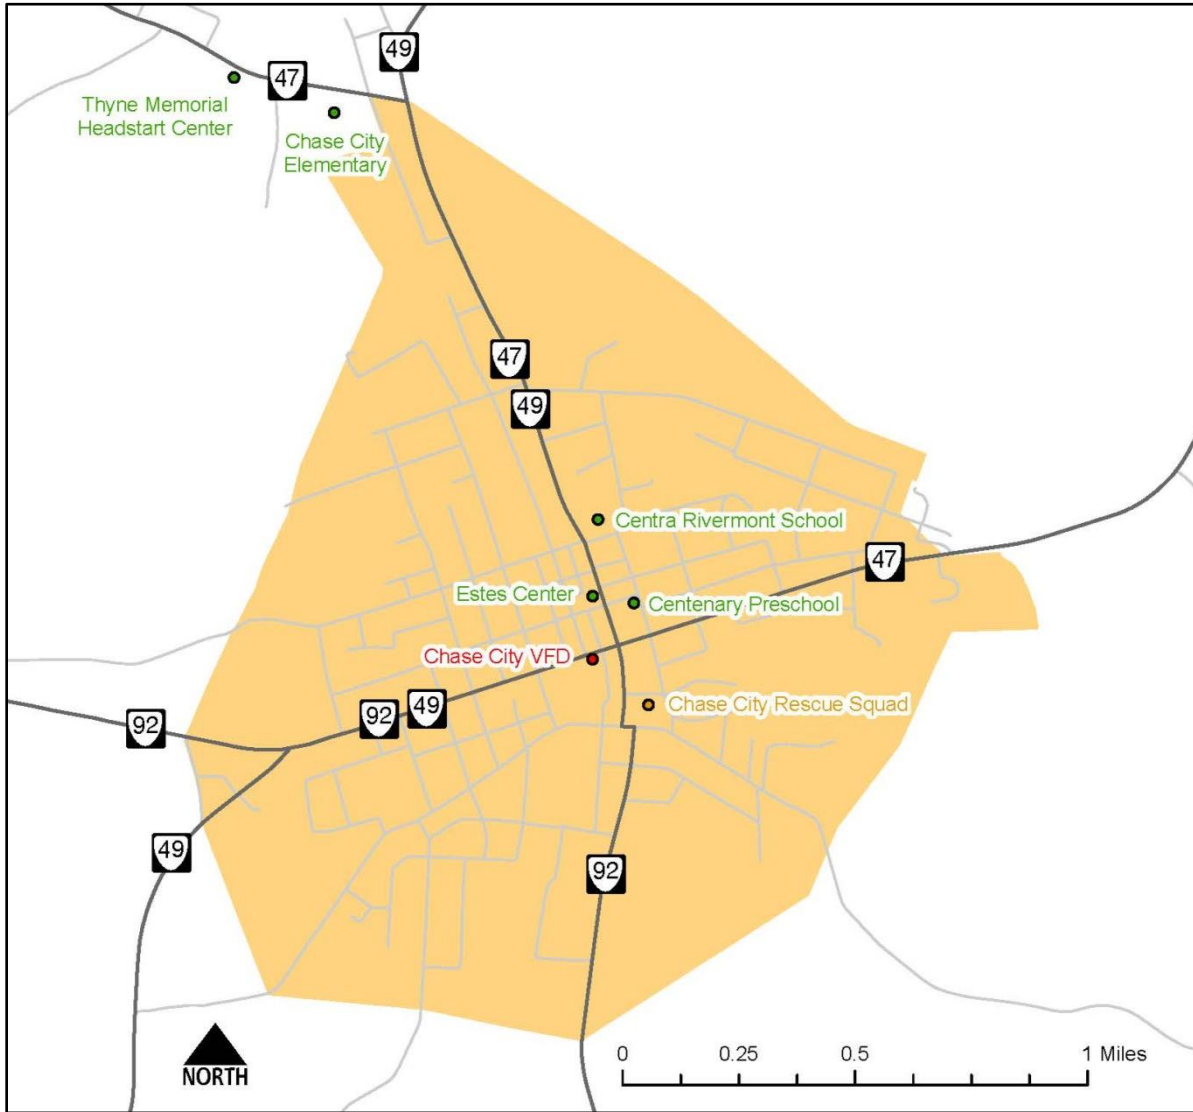 49
47
Thyne Memorial
Headstart Center
Chase City
Elementary
47
49
Centra Rivermont School
47
Estes Center
Centenary Preschool
Chase City VFD
Chase City Rescue Squad
92
92
49
49
92
NORTH
0 0.25 0.5 1 Miles